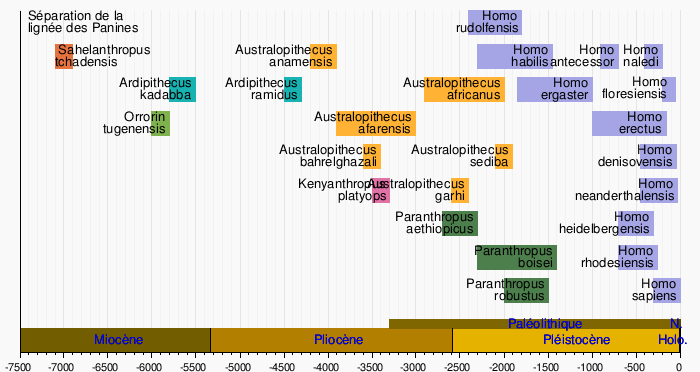 Séparation de la
lignée des Panines
Homo
rudolfensis
Sahelanthropus
tchadensis
Australopithecus
anamensis
Homo
habilis
Homo
antecessor
Homo
naledi
Ardipithecus
kadabba
Ardipithecus
ramidus
Australopithecus
africanus
Homo
ergaster
Homo
floresiensis
Orrorin
tugenensis
Australopithecus
afarensis
Homo
erectus
Australopithecus
bahrelghazali
Australopithecus
sediba
Homo
denisovensis
Kenyanthropus
platyops
Australopithecus
garhi
Homo
neanderthalensis
Paranthropus
aethiopicus
Homo
heidelbergensis
Paranthropus
boisei
Homo
rhodesiensis
Paranthropus
robustus
Homo
sapiens
Paléolithique N.
Miocène Pliocène Pléistocène Holo.
-7500 -7000 -6500 -6000 -5500 -5000 -4500 -4000 -3500 -3000 -2500 -2000 -1500 -1000 -500 0